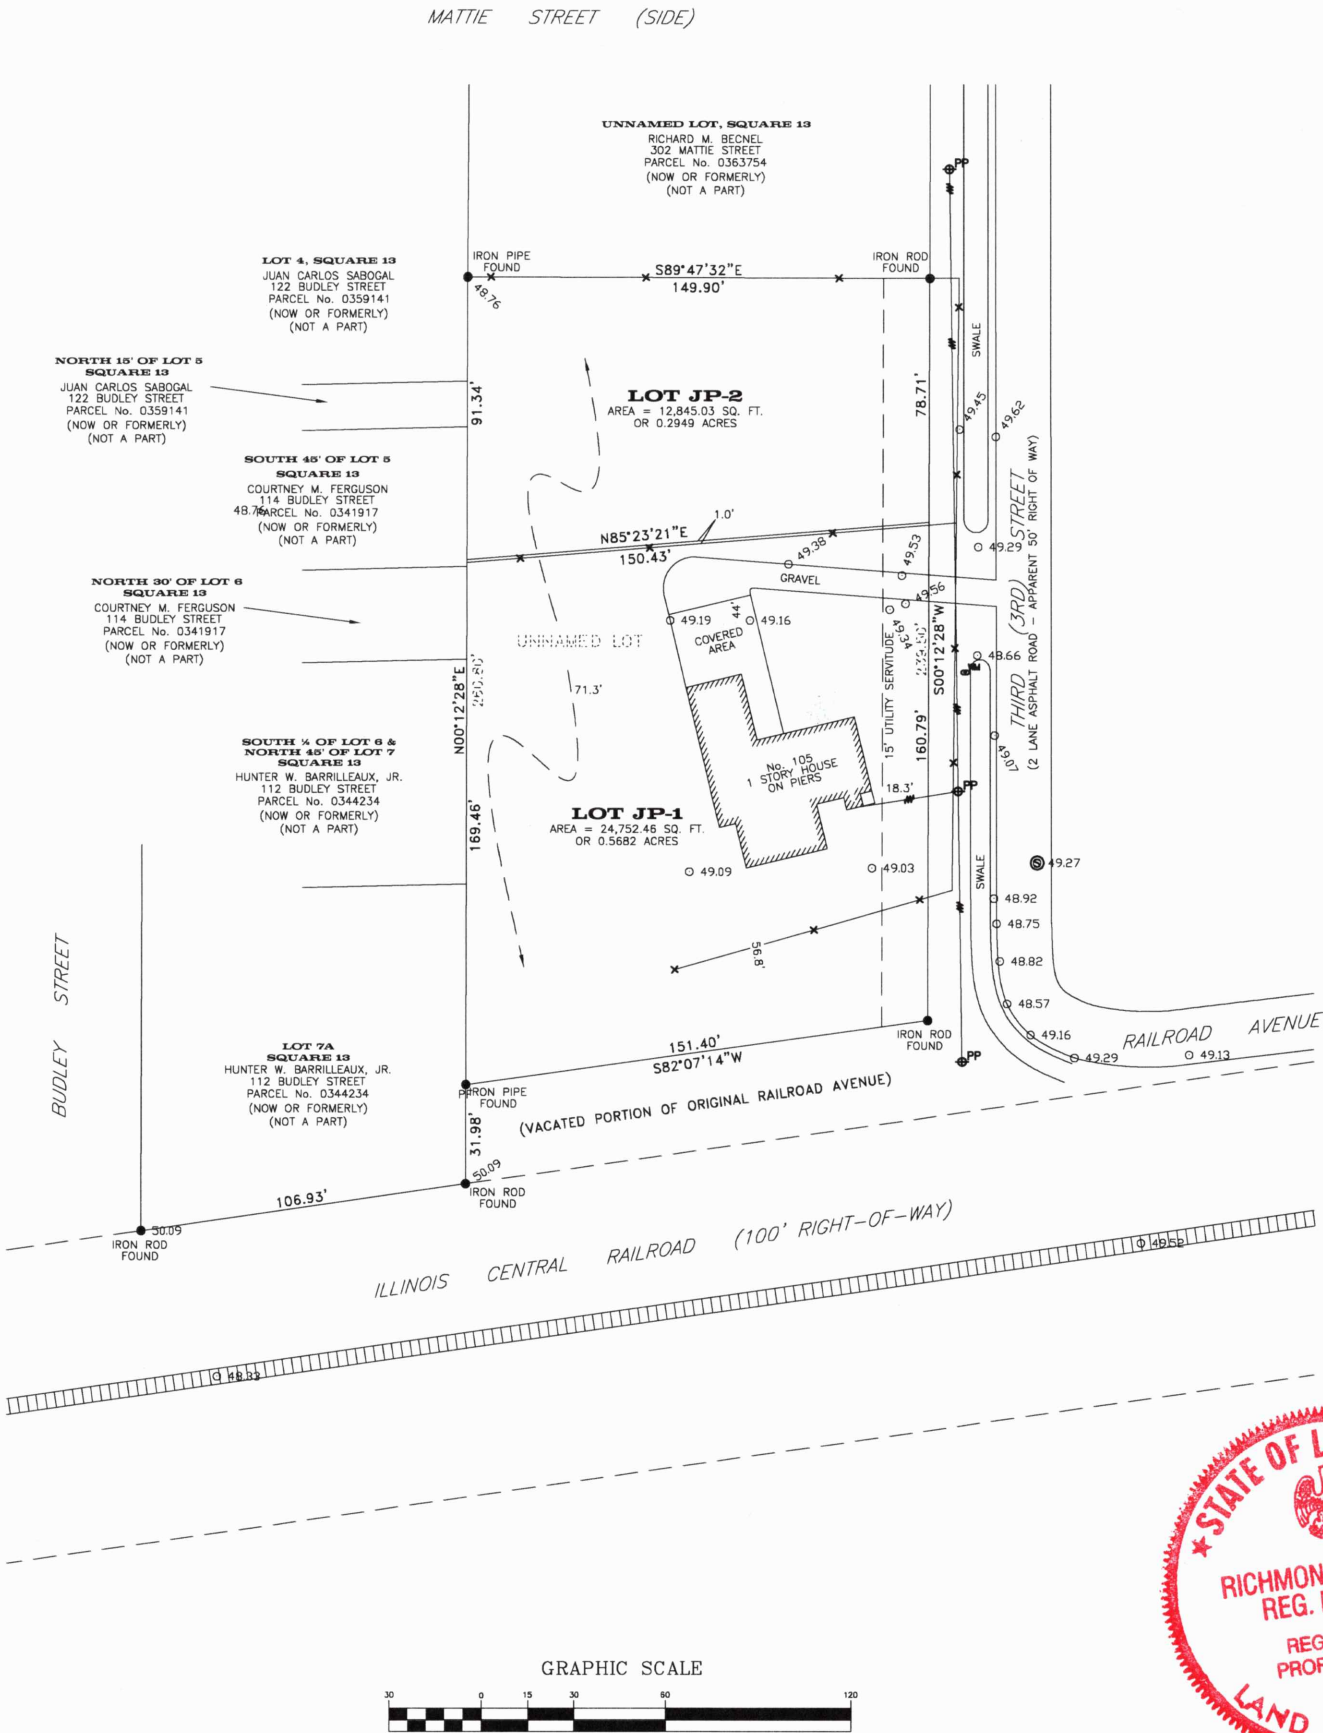 MATTIE STREET (SIDE)
UNNAMED LOT, SQUARE 13
RICHARD M. BECNEL
302 MATTIE STREET
PARCEL No. 0363754
(NOW OR FORMERLY)
(NOT A PART)
PP
LOT 4, SQUARE 13
JUAN CARLOS SABOGAL
122 BUDLEY STREET
PARCEL No. 0359141
(NOW OR FORMERLY)
(NOT A PART)
IRON PIPE
FOUND
48.76
S89°47'32"E
149.90'
IRON ROD
FOUND
SWALE
NORTH 15' OF LOT 5
SQUARE 13
JUAN CARLOS SABOGAL
122 BUDLEY STREET
PARCEL No. 0359141
(NOW OR FORMERLY)
(NOT A PART)
91.34'
LOT JP-2
AREA = 12,845.03 SQ. FT.
OR 0.2949 ACRES
78.71'
49.45
49.62
SOUTH 45' OF LOT 5
SQUARE 13
COURTNEY M. FERGUSON
114 BUDLEY STREET
48.76
PARCEL No. 0341917
(NOW OR FORMERLY)
(NOT A PART)
N85°23'21"E
150.43'
1.0'
49.38
GRAVEL
49.53
49.56
49.34
49.29
THIRD (3RD) STREET
(2 LANE ASPHALT ROAD - APPARENT 50' RIGHT OF WAY)
NORTH 30' OF LOT 6
SQUARE 13
COURTNEY M. FERGUSON
114 BUDLEY STREET
PARCEL No. 0341917
(NOW OR FORMERLY)
(NOT A PART)
UNNAMED LOT
49.19
44'
49.16
COVERED
AREA
15' UTILITY SERVITUDE
239.50'
S00°12'28"W
48.66
N00°12'28"E
260.80'
71.3'
49.07
SOUTH ½ OF LOT 6 &
NORTH 45' OF LOT 7
SQUARE 13
HUNTER W. BARRILLEAUX, JR.
112 BUDLEY STREET
PARCEL No. 0344234
(NOW OR FORMERLY)
(NOT A PART)
No. 105
1 STORY HOUSE
ON PIERS
160.79'
18.3'
PP
169.46'
LOT JP-1
AREA = 24,752.46 SQ. FT.
OR 0.5682 ACRES
49.09
49.03
SWALE
S
49.27
48.92
48.75
48.82
48.57
49.16
49.29
49.13
56.8'
BUDLEY STREET
LOT 7A
SQUARE 13
HUNTER W. BARRILLEAUX, JR.
112 BUDLEY STREET
PARCEL No. 0344234
(NOW OR FORMERLY)
(NOT A PART)
151.40'
S82°07'14"W
IRON ROD
FOUND
PP
RAILROAD AVENUE
PP
IRON PIPE
FOUND
(VACATED PORTION OF ORIGINAL RAILROAD AVENUE)
31.98'
50.09
IRON ROD
FOUND
106.93'
50.09
IRON ROD
FOUND
ILLINOIS CENTRAL RAILROAD (100' RIGHT-OF-WAY)
49.52
48.33
STATE OF L
RICHMON
REG.
REG
PROF
LAND
GRAPHIC SCALE
30 0 15 30 60 120